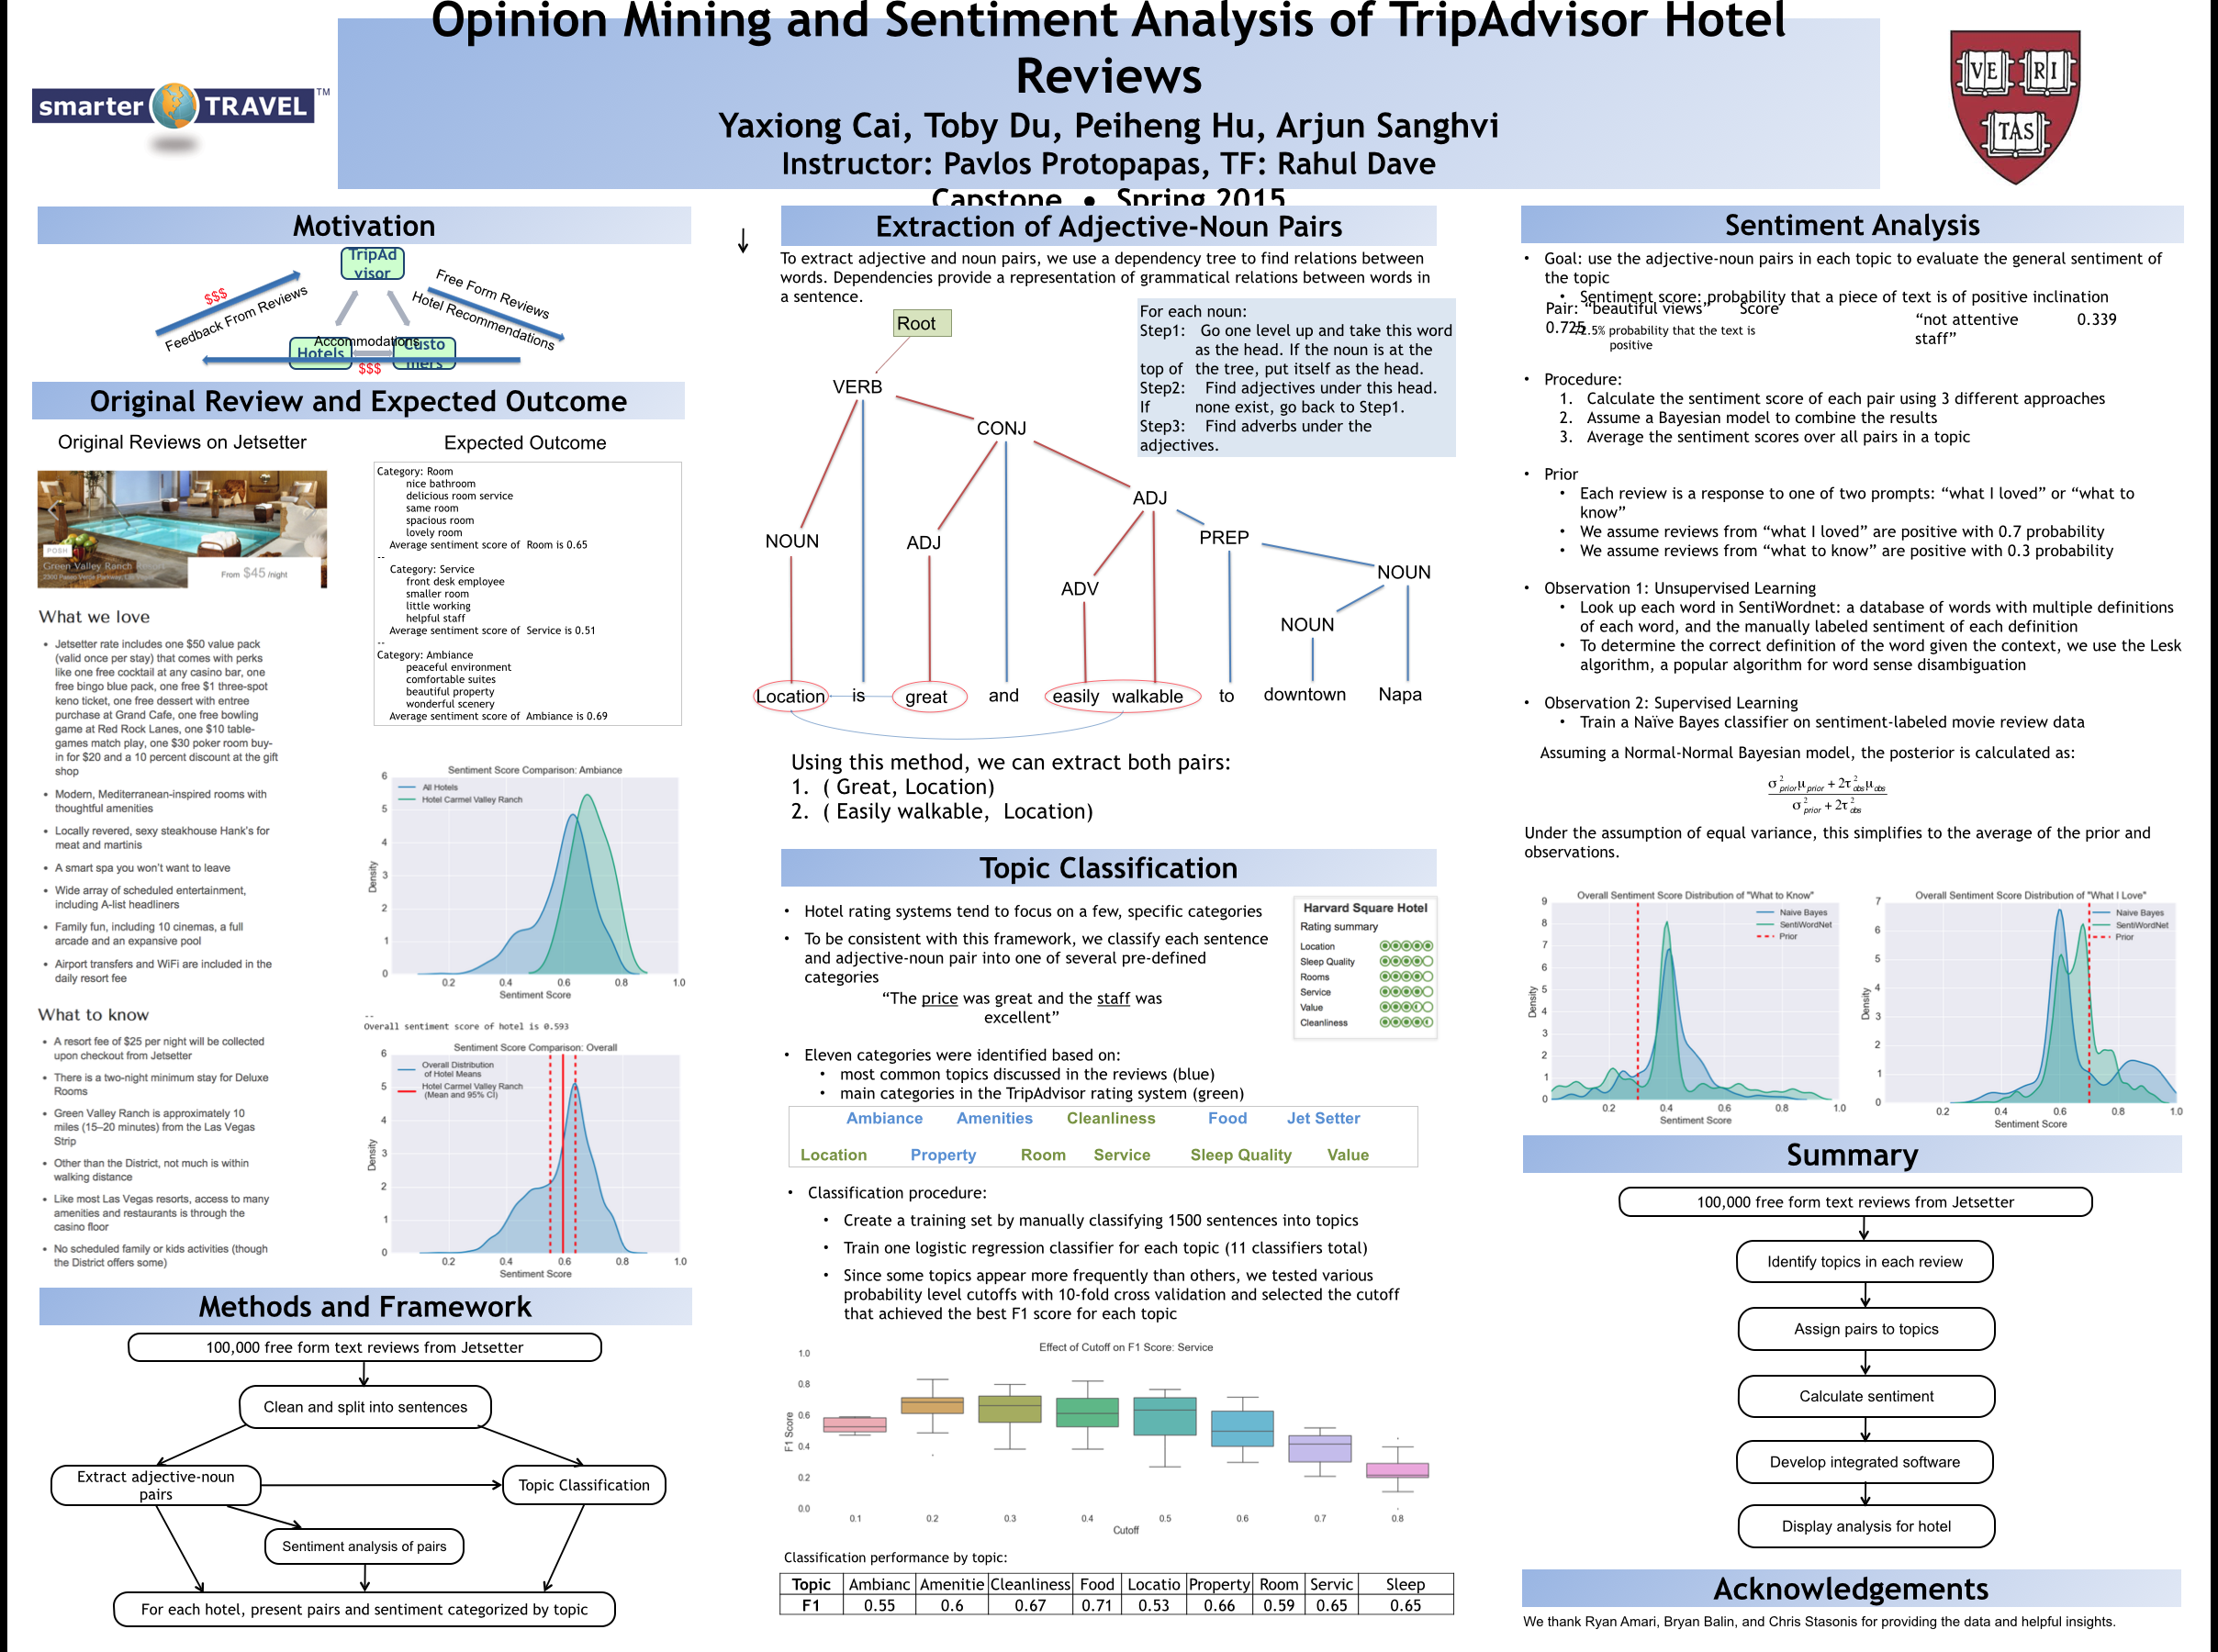 Opinion Mining and Sentiment Analysis of TripAdvisor Hotel
Reviews
Yaxiong Cai, Toby Du, Peiheng Hu, Arjun Sanghvi
Instructor: Pavlos Protopapas, TF: Rahul Dave
Capstone • Spring 2015
smarter TRAVEL TM
VE RI
TAS
Motivation
TripAd
visor
$$$
Feedback From Reviews
Free Form Reviews
Hotel Recommendations
Accommodations
Hotels
Custo
mers
$$$
Original Review and Expected Outcome
Original Reviews on Jetsetter
Expected Outcome
POSH
Green Valley Ranch Resort
From $45 /night
What we love
• Jetsetter rate includes one $50 value pack
(valid once per stay) that comes with perks
like one free cocktail at any casino bar, one
free bingo blue pack, one free $1 three-spot
keno ticket, one free dessert with entree
purchase at Grand Cafe, one free bowling
game at Red Rock Lanes, one $10 table-
games match play, one $30 poker room buy-
in for $20 and a 10 percent discount at the gift
shop
• Modern, Mediterranean-inspired rooms with
thoughtful amenities
• Locally revered, sexy steakhouse Hank's for
meat and martinis
• A smart spa you won't want to leave
• Wide array of scheduled entertainment,
including A-list headliners
• Family fun, including 10 cinemas, a full
arcade and an expansive pool
• Airport transfers and WiFi are included in the
daily resort fee
What to know
• A resort fee of $25 per night will be collected
upon checkout from Jetsetter
• There is a two-night minimum stay for Deluxe
Rooms
• Green Valley Ranch is approximately 10
miles (15–20 minutes) from the Las Vegas
Strip
• Other than the District, not much is within
walking distance
• Like most Las Vegas resorts, access to many
amenities and restaurants is through the
casino floor
• No scheduled family or kids activities (though
the District offers some)
Category: Room
nice bathroom
delicious room service
same room
spacious room
lovely room
Average sentiment score of Room is 0.65
--
Category: Service
front desk employee
smaller room
little working
helpful staff
Average sentiment score of Service is 0.51
--
Category: Ambiance
peaceful environment
comfortable suites
beautiful property
wonderful scenery
Average sentiment score of Ambiance is 0.69
Sentiment Score Comparison: Ambiance
All Hotels
Hotel Carmel Valley Ranch
6
5
4
3
2
1
0
Density
0.2 0.4 0.6 0.8 1.0
Sentiment Score
--
Overall sentiment score of hotel is 0.593
Sentiment Score Comparison: Overall
Overall Distribution
of Hotel Means
Hotel Carmel Valley Ranch
(Mean and 95% CI)
6
5
4
3
2
1
0
Density
0.2 0.4 0.6 0.8 1.0
Sentiment Score
Methods and Framework
100,000 free form text reviews from Jetsetter
Clean and split into sentences
Extract adjective-noun
pairs
Topic Classification
Sentiment analysis of pairs
For each hotel, present pairs and sentiment categorized by topic
Extraction of Adjective-Noun Pairs
To extract adjective and noun pairs, we use a dependency tree to find relations between
words. Dependencies provide a representation of grammatical relations between words in
a sentence.
For each noun:
Step1: Go one level up and take this word
as the head. If the noun is at the
top of the tree, put itself as the head.
Step2: Find adjectives under this head.
If none exist, go back to Step1.
Step3: Find adverbs under the
adjectives.
Root
VERB
CONJ
ADJ
NOUN
ADJ
PREP
ADV
NOUN
NOUN
Location is great and easily walkable to downtown Napa
Using this method, we can extract both pairs:
1. ( Great, Location)
2. ( Easily walkable, Location)
Topic Classification
• Hotel rating systems tend to focus on a few, specific categories
• To be consistent with this framework, we classify each sentence
and adjective-noun pair into one of several pre-defined
categories
“The price was great and the staff was
excellent”
Harvard Square Hotel
Rating summary
Location
Sleep Quality
Rooms
Service
Value
Cleanliness
• Eleven categories were identified based on:
• most common topics discussed in the reviews (blue)
• main categories in the TripAdvisor rating system (green)
Ambiance Amenities Cleanliness Food Jet Setter
Location Property Room Service Sleep Quality Value
• Classification procedure:
• Create a training set by manually classifying 1500 sentences into topics
• Train one logistic regression classifier for each topic (11 classifiers total)
• Since some topics appear more frequently than others, we tested various
probability level cutoffs with 10-fold cross validation and selected the cutoff
that achieved the best F1 score for each topic
Effect of Cutoff on F1 Score: Service
1.0
0.8
0.6
0.4
0.2
0.0
F1 Score
0.1 0.2 0.3 0.4 0.5 0.6 0.7 0.8
Cutoff
Classification performance by topic:
Topic Ambianc Amenitie Cleanliness Food Locatio Property Room Servic Sleep
F1 0.55 0.6 0.67 0.71 0.53 0.66 0.59 0.65 0.65
Sentiment Analysis
• Goal: use the adjective-noun pairs in each topic to evaluate the general sentiment of
the topic
• Sentiment score: probability that a piece of text is of positive inclination
Pair: “beautiful views” Score
0.725
72.5% probability that the text is
positive
“not attentive 0.339
staff”
• Procedure:
1. Calculate the sentiment score of each pair using 3 different approaches
2. Assume a Bayesian model to combine the results
3. Average the sentiment scores over all pairs in a topic
• Prior
• Each review is a response to one of two prompts: “what I loved” or “what to
know”
• We assume reviews from “what I loved” are positive with 0.7 probability
• We assume reviews from “what to know” are positive with 0.3 probability
• Observation 1: Unsupervised Learning
• Look up each word in SentiWordnet: a database of words with multiple definitions
of each word, and the manually labeled sentiment of each definition
• To determine the correct definition of the word given the context, we use the Lesk
algorithm, a popular algorithm for word sense disambiguation
• Observation 2: Supervised Learning
• Train a Naïve Bayes classifier on sentiment-labeled movie review data
Assuming a Normal-Normal Bayesian model, the posterior is calculated as:
σ²prior μprior + 2τ²obs μobs
σ²prior + 2τ²obs
Under the assumption of equal variance, this simplifies to the average of the prior and
observations.
Overall Sentiment Score Distribution of "What to Know"
Naive Bayes
SentiWordNet
Prior
9
8
7
6
5
4
3
2
1
0
Density
0.2 0.4 0.6 0.8 1.0
Sentiment Score
Overall Sentiment Score Distribution of "What I Love"
Naive Bayes
SentiWordNet
Prior
7
6
5
4
3
2
1
0
Density
0.2 0.4 0.6 0.8 1.0
Sentiment Score
Summary
100,000 free form text reviews from Jetsetter
Identify topics in each review
Assign pairs to topics
Calculate sentiment
Develop integrated software
Display analysis for hotel
Acknowledgements
We thank Ryan Amari, Bryan Balin, and Chris Stasonis for providing the data and helpful insights.